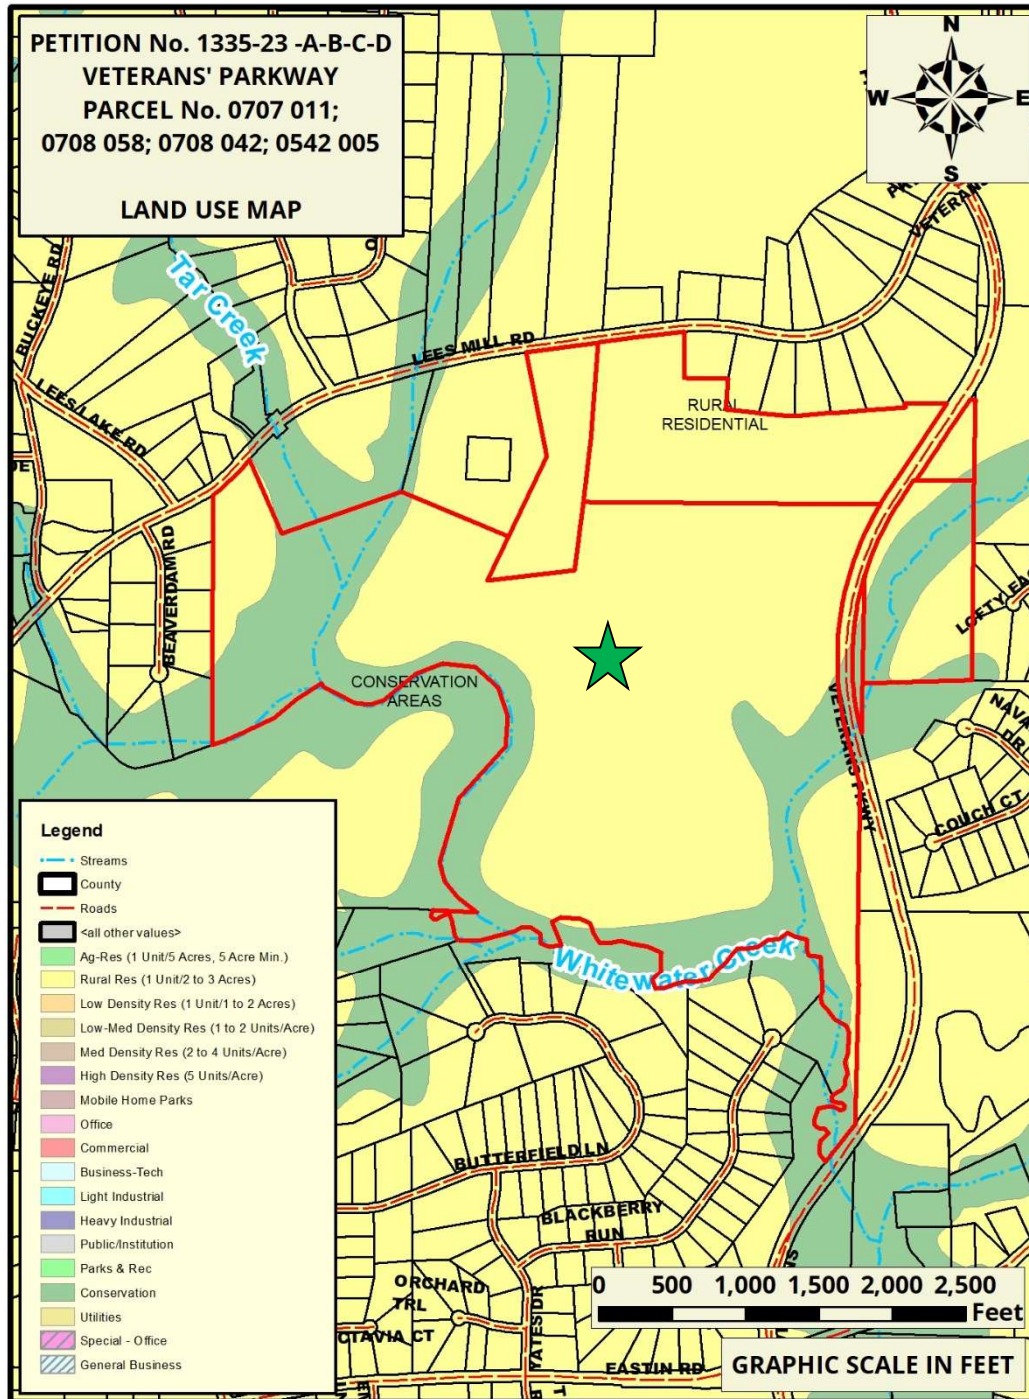 PETITION No. 1335-23 -A-B-C-D
VETERANS' PARKWAY
PARCEL No. 0707 011;
0708 058; 0708 042; 0542 005
LAND USE MAP
N
W
E
S
VETERANS
BUCKEYE RD
Tar Creek
LEES MILL RD
LEES/LAKE RD
RURAL
RESIDENTIAL
BEAVERDAM RD
CONSERVATION
AREAS
VETERANS PKWY
COUCH CT
DR
Whitewater Creek
BUTTERFIELD LN
BLACKBERRY
RUN
ORCHARD
TRL
CTAVIA CT
YATES DR
EASTIN RD
Legend
Streams
County
Roads
<all other values>
Ag-Res (1 Unit/5 Acres, 5 Acre Min.)
Rural Res (1 Unit/2 to 3 Acres)
Low Density Res (1 Unit/1 to 2 Acres)
Low-Med Density Res (1 to 2 Units/Acre)
Med Density Res (2 to 4 Units/Acre)
High Density Res (5 Units/Acre)
Mobile Home Parks
Office
Commercial
Business-Tech
Light Industrial
Heavy Industrial
Public/Institution
Parks & Rec
Conservation
Utilities
Special - Office
General Business
0 500 1,000 1,500 2,000 2,500
Feet
GRAPHIC SCALE IN FEET